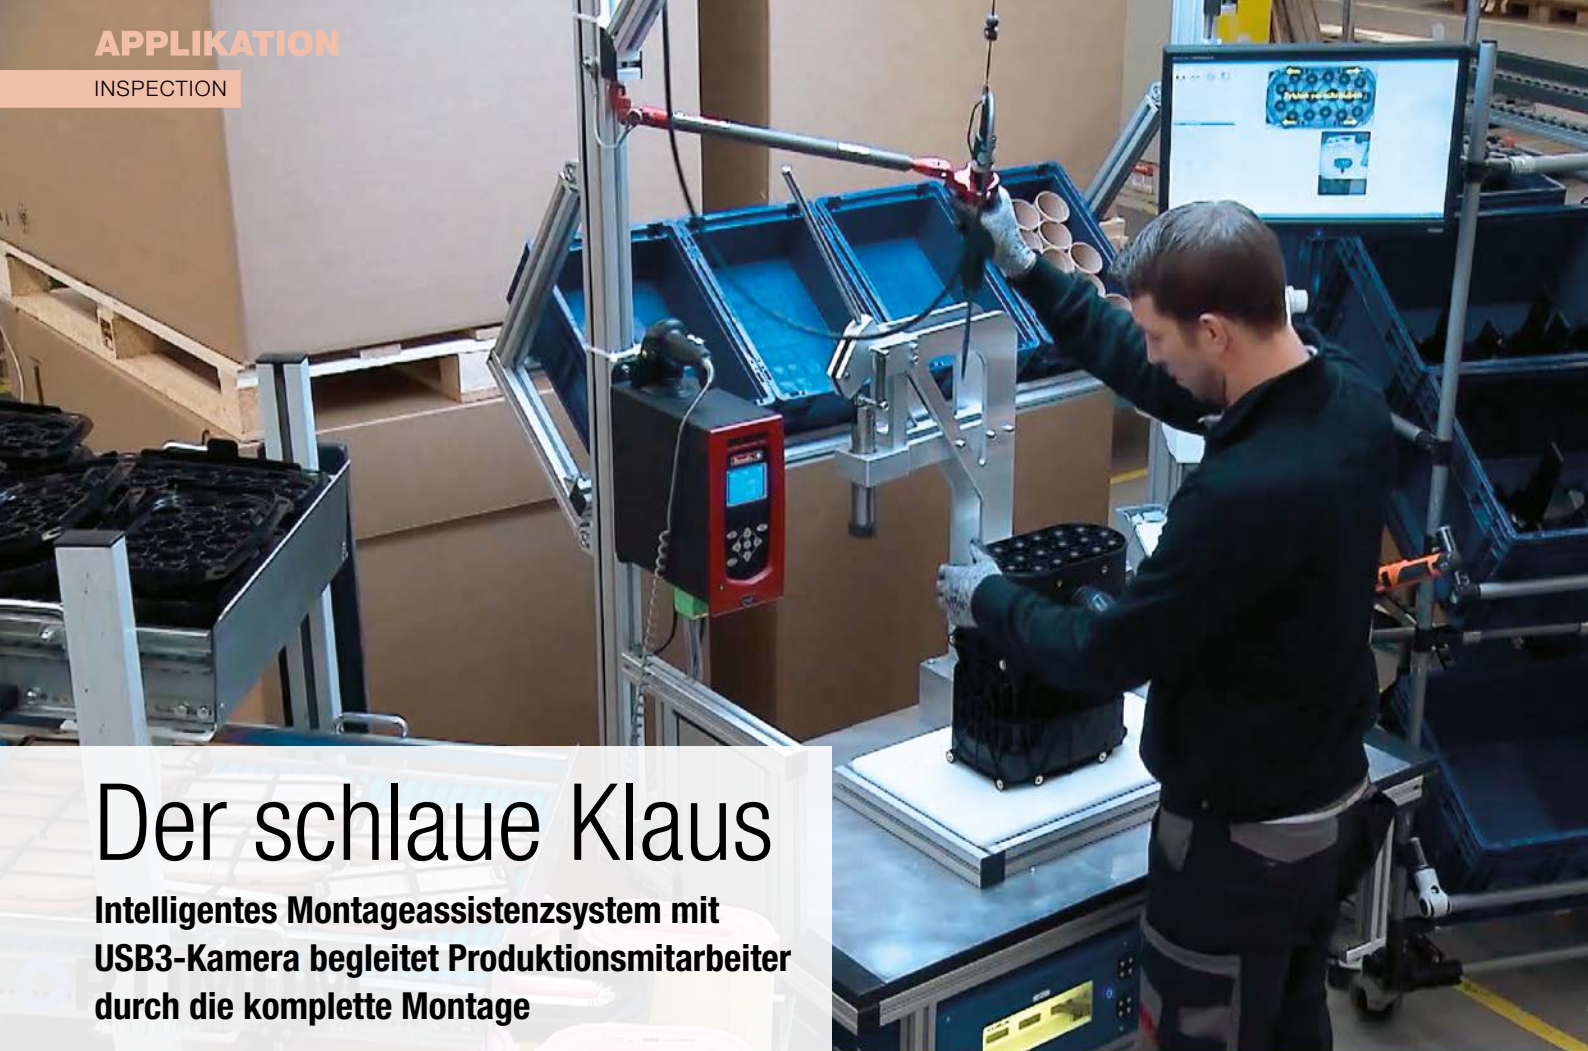 APPLIKATION
INSPECTION
Der schlaue Klaus
Intelligentes Montageassistenzsystem mit
USB3-Kamera begleitet Produktionsmitarbeiter
durch die komplette Montage